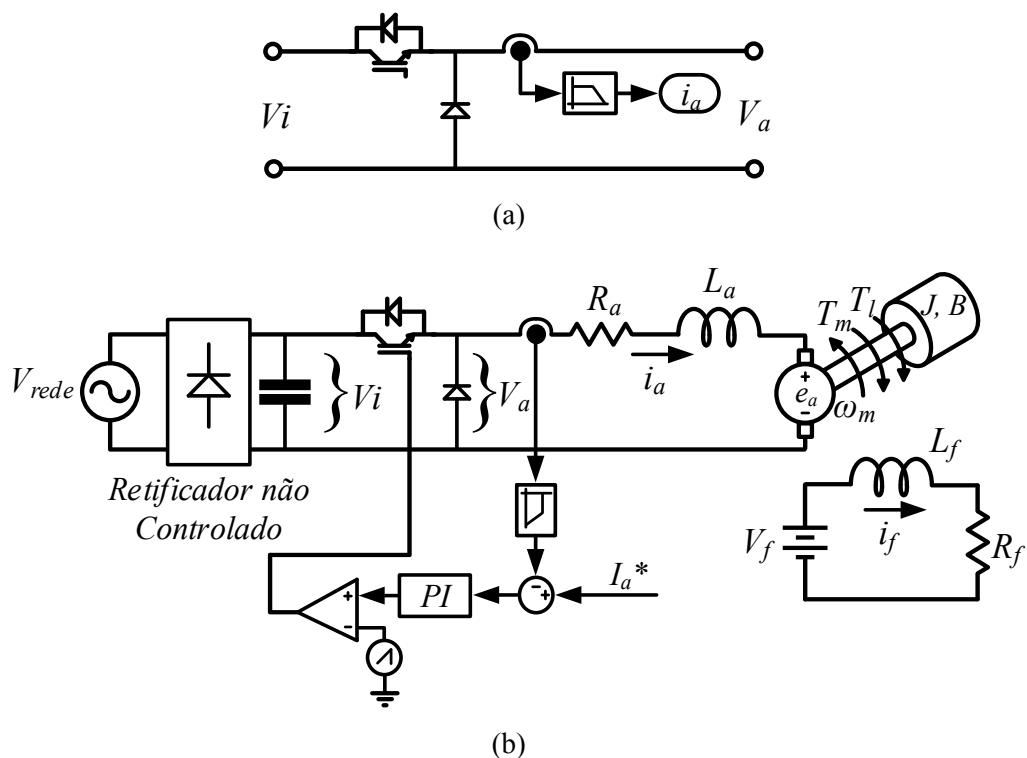 Vi
i_a
V_a
(a)
L_a
R_a
T_l
J, B
T_m
V_rede
Vi
V_a
i_a
+
e_a
-
ω_m
Retificador não
Controlado
L_f
i_f
V_f
R_f
-
+
I_a*
PI
+
-
(b)